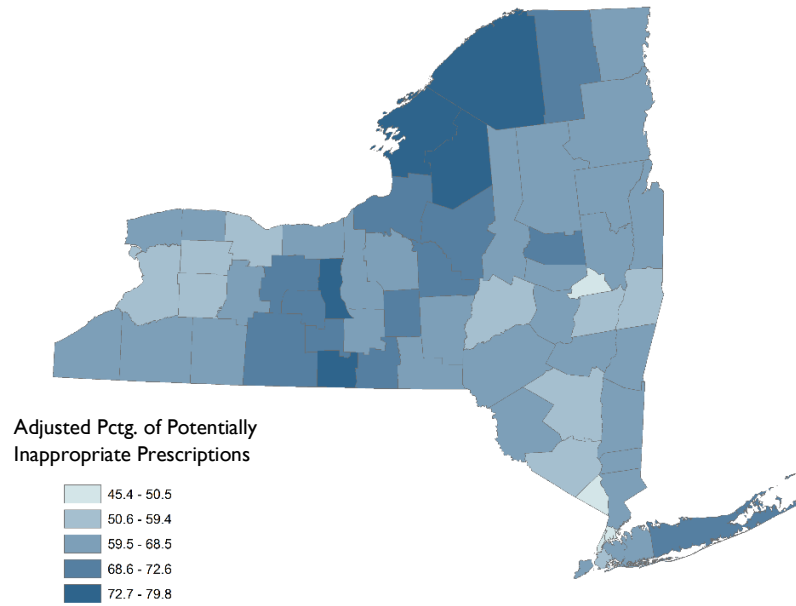 Adjusted Pctg. of Potentially
Inappropriate Prescriptions
45.4 - 50.5
50.6 - 59.4
59.5 - 68.5
68.6 - 72.6
72.7 - 79.8